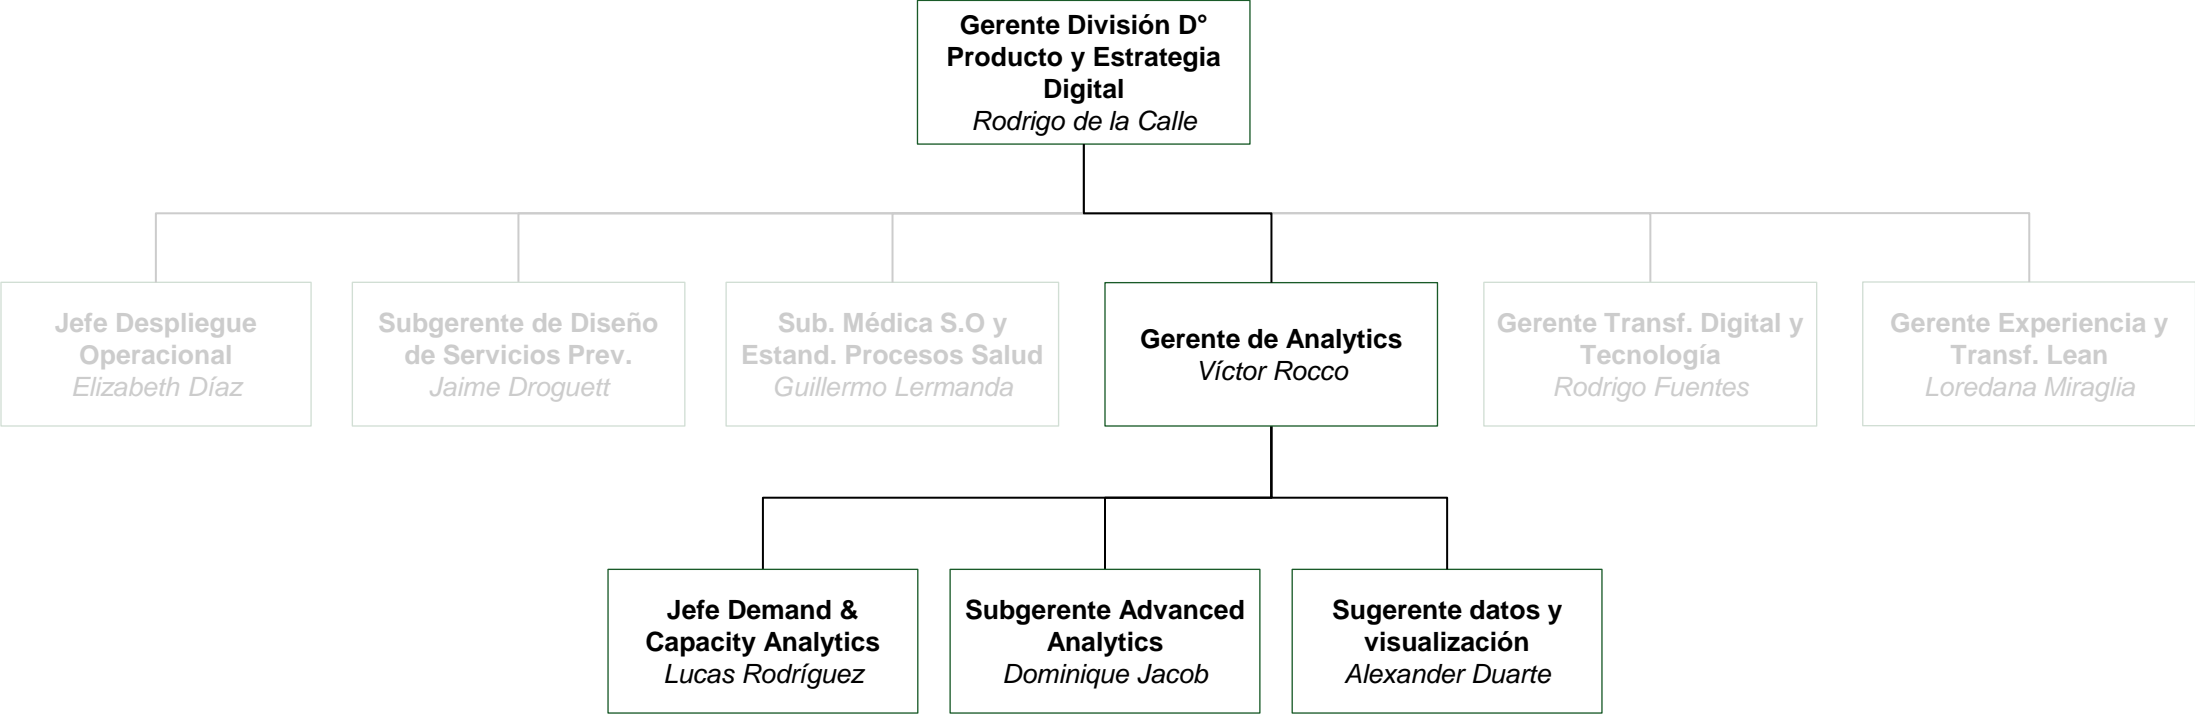 Gerente División D°
Producto y Estrategia
Digital
Rodrigo de la Calle
Jefe Despliegue
Operacional
Elizabeth Díaz
Subgerente de Diseño
de Servicios Prev.
Jaime Droguett
Sub. Médica S.O y
Estand. Procesos Salud
Guillermo Lermanda
Gerente de Analytics
Víctor Rocco
Gerente Transf. Digital y
Tecnología
Rodrigo Fuentes
Gerente Experiencia y
Transf. Lean
Loredana Miraglia
Jefe Demand &
Capacity Analytics
Lucas Rodríguez
Subgerente Advanced
Analytics
Dominique Jacob
Sugerente datos y
visualización
Alexander Duarte